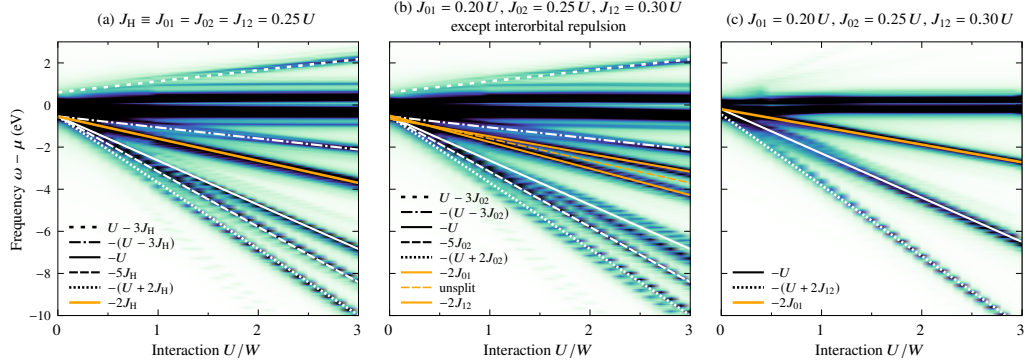 (a) J_H ≡ J_01 = J_02 = J_12 = 0.25 U
Frequency ω − μ (eV)
2
0
−2
−4
−6
−8
−10
U − 3J_H
-(U − 3J_H)
-U
-5J_H
-(U + 2J_H)
-2J_H
0
1
2
3
Interaction U/W
(b) J_01 = 0.20 U, J_02 = 0.25 U, J_12 = 0.30 U
except interorbital repulsion
U − 3J_02
-(U − 3J_02)
-U
-5J_02
-(U + 2J_02)
-2J_01
unsplit
-2J_12
0
1
2
3
Interaction U/W
(c) J_01 = 0.20 U, J_02 = 0.25 U, J_12 = 0.30 U
-U
-(U + 2J_12)
-2J_01
0
1
2
3
Interaction U/W